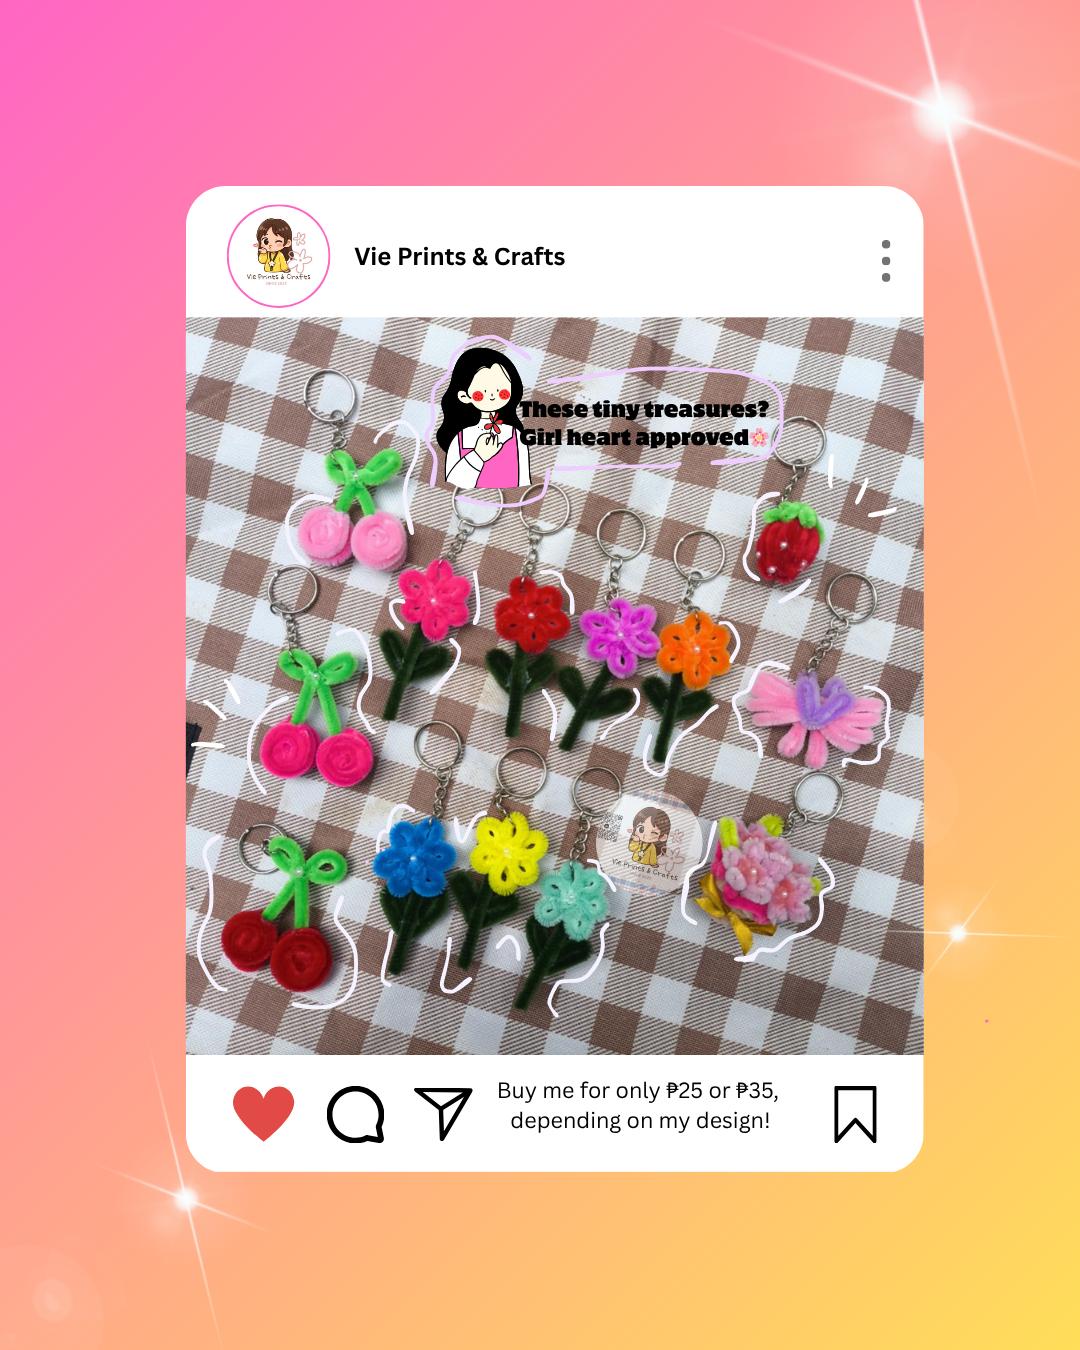 Vie Prints & Crafts
Vie Prints & Crafts
These tiny treasures?
Girl heart approved🌸
Vie Prints & Crafts
Buy me for only ₱25 or ₱35,
depending on my design!